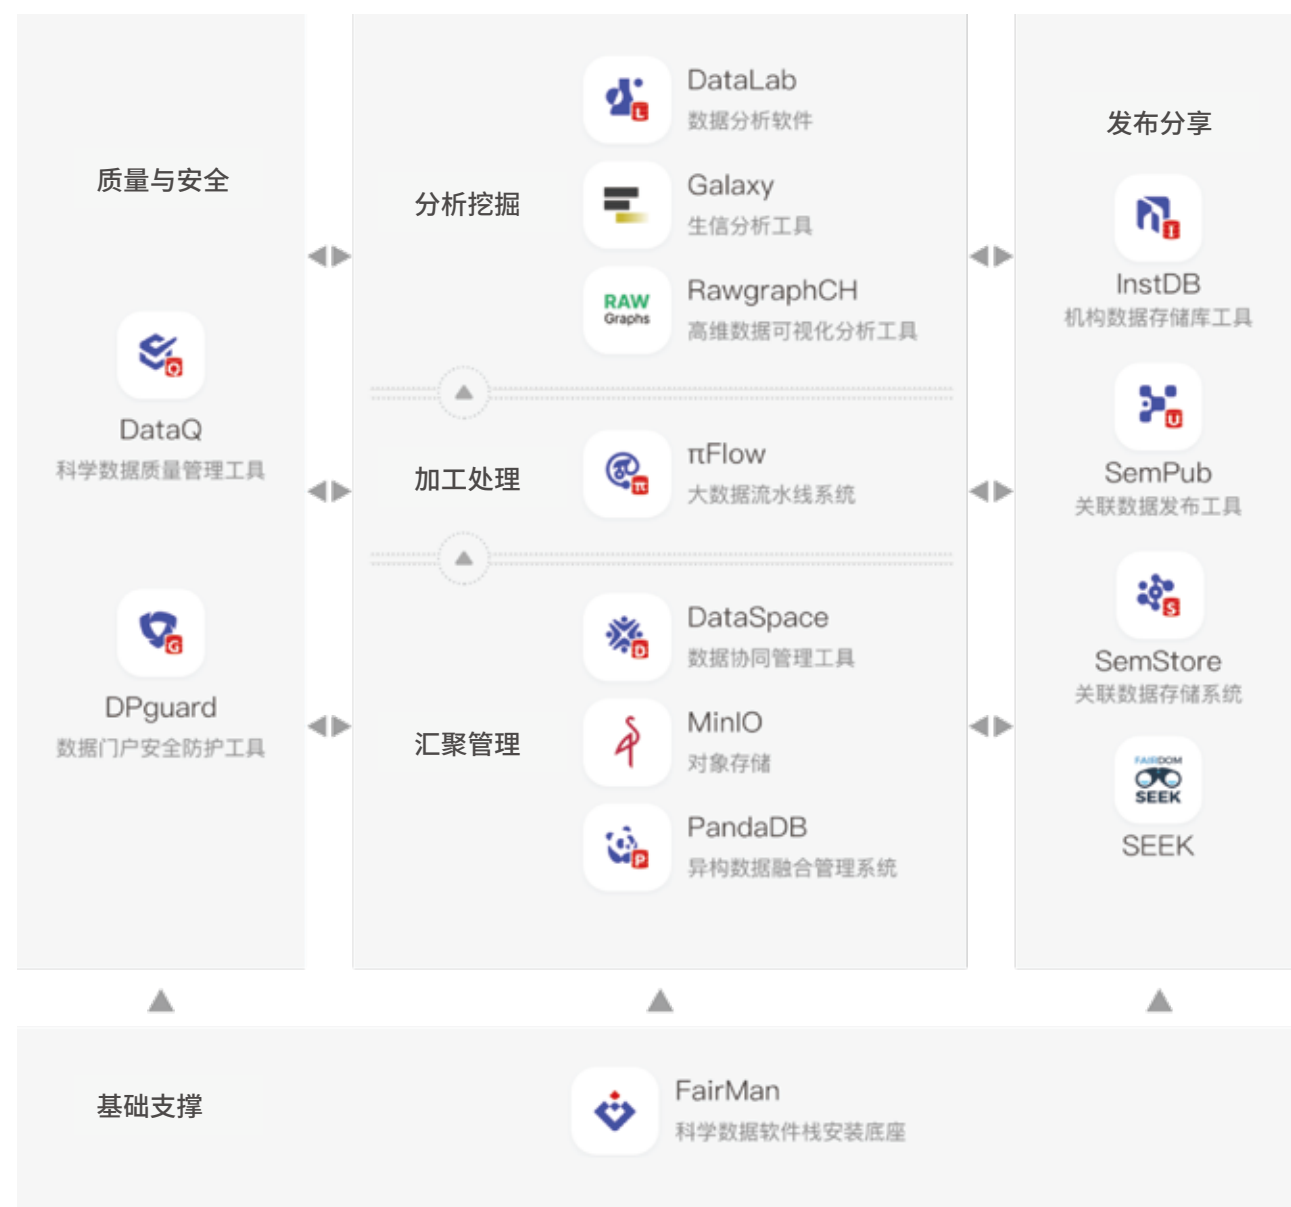 质量与安全
DataQ
科学数据质量管理工具
DPguard
数据门户安全防护工具
分析挖掘
DataLab
数据分析软件
Galaxy
生信分析工具
RAW
Graphs
RawgraphCH
高维数据可视化分析工具
加工处理
πFlow
大数据流水线系统
汇聚管理
DataSpace
数据协同管理工具
MinIO
对象存储
PandaDB
异构数据融合管理系统
发布分享
InstDB
机构数据存储库工具
SemPub
关联数据发布工具
SemStore
关联数据存储系统
FAIRDOM
SEEK
SEEK
基础支撑
FairMan
科学数据软件栈安装底座
L
Q
G
π
D
P
I
U
S